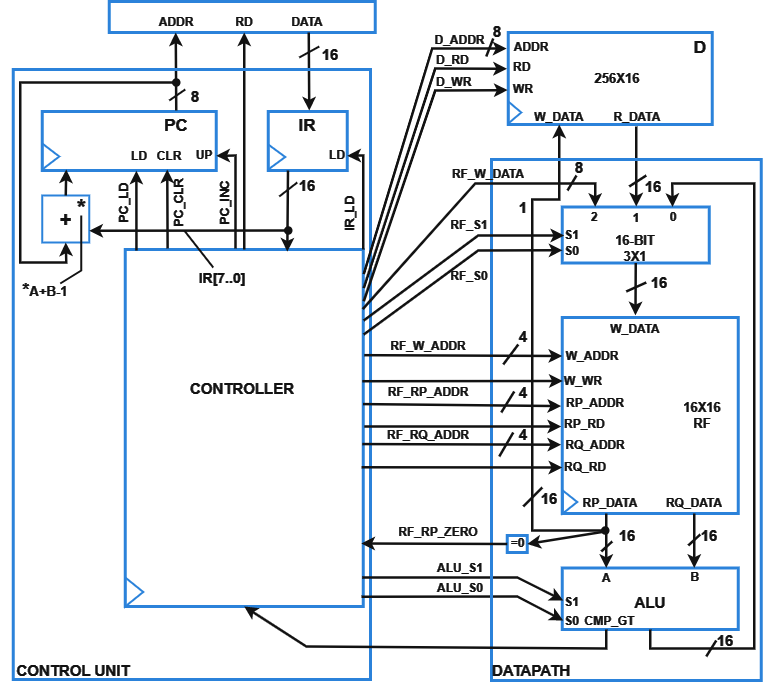 ADDR RD DATA
16
8
PC
LD CLR UP
IR
LD
16
+ *
PC_LD
PC_CLR
PC_INC
IR_LD
IR[7..0]
*A+B-1
CONTROLLER
CONTROL UNIT
D_ADDR 8
D_RD
D_WR
ADDR
RD
WR
D
256X16
W_DATA R_DATA
RF_W_DATA 8
16
1
2 1 0
RF_S1
RF_S0
S1
S0
16-BIT
3X1
16
RF_W_ADDR 4
RF_RP_ADDR 4
RF_RQ_ADDR 4
W_DATA
W_ADDR
W_WR
RP_ADDR
RP_RD
RQ_ADDR
RQ_RD
16X16
RF
RP_DATA RQ_DATA
16
RF_RP_ZERO
=0
16 16
A B
ALU_S1
ALU_S0
S1
S0 CMP_GT
ALU
16
DATAPATH